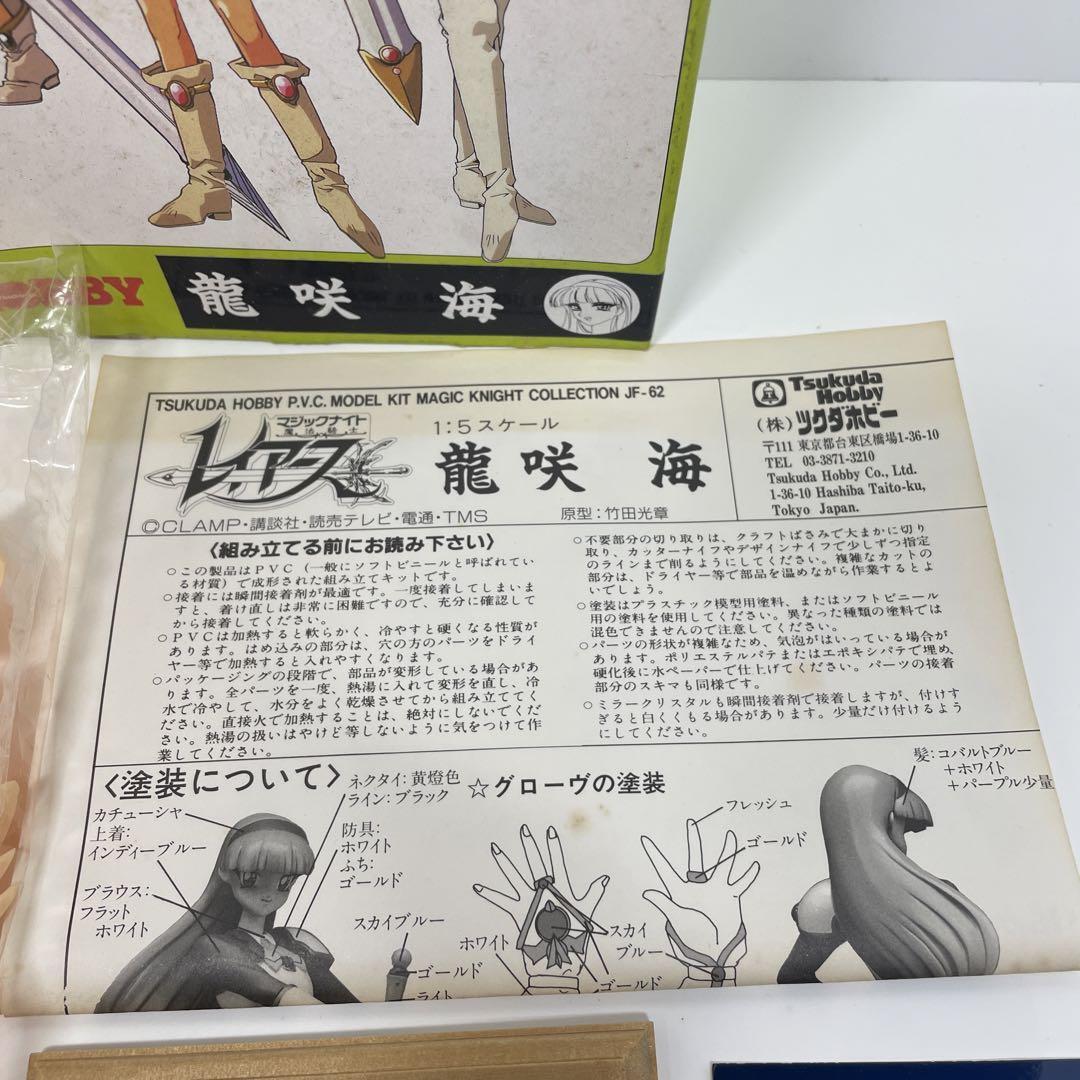 BBY
龍咲 海
TSUKUDA HOBBY P.V.C. MODEL KIT MAGIC KNIGHT COLLECTION JF-62
マジックナイト
魔法騎士
レイアース
1:5スケール
龍咲 海
©CLAMP・講談社・読売テレビ・電通・TMS
原型:竹田光章
Tsukuda
Hobby
(株)ツクダホビー
〒111 東京都台東区橋場1-36-10
TEL 03-3871-3210
Tsukuda Hobby Co., Ltd.
1-36-10 Hashiba Taito-ku,
Tokyo Japan.
〈組み立てる前にお読み下さい〉
○この製品はPVC(一般にソフトビニールと呼ばれてい
る材質)で成形された組み立てキットです。
○接着には瞬間接着剤が最適です。一度接着してしまいま
すと、着け直しは非常に困難ですので、充分に確認して
から接着してください。
○PVCは加熱すると軟らかく、冷やすと硬くなる性質が
あります。はめ込みの部分は、穴の方のパーツをドライ
ヤー等で加熱すると入れやすくなります。
○パッケージングの段階で、部品が変形している場合があ
ります。全パーツを一度、熱湯に入れて変形を直し、冷
水で冷やして、水分をよく乾燥させてから組み立ててく
ださい。直接火で加熱することは、絶対にしないでくだ
さい。熱湯の扱いはやけど等しないように気をつけて作
業してください。
○不要部分の切り取りは、クラフトばさみで大まかに切り
取り、カッターナイフやデザインナイフで少しずつ指定
のラインまで削るようにしてください。複雑なカットの
部分は、ドライヤー等で部品を温めながら作業するとよ
いでしょう。
○塗装はプラスチック模型用塗料、またはソフトビニール
用の塗料を使用してください。異なった種類の塗料では
混色できませんので注意してください。
○パーツの形状が複雑なため、気泡がはいっている場合が
あります。ポリエステルパテまたはエポキシパテで埋め、
硬化後に水ペーパーで仕上げてください。パーツの接着
部分のスキマも同様です。
○ミラークリスタルも瞬間接着剤で接着しますが、付けす
ぎると白くくもる場合があります。少量だけ付けるよう
にしてください。
〈塗装について〉
ネクタイ:黄燈色
ライン:ブラック
☆グローヴの塗装
髪:コバルトブルー
+ホワイト
+パープル少量
カチューシャ
上着:
インディーブルー
ブラウス:
フラット
ホワイト
防具:
ホワイト
ふち:
ゴールド
スカイブルー
ゴールド
ライト
フレッシュ
ゴールド
ホワイト
スカイ
ブルー
ゴールド
ゴールド